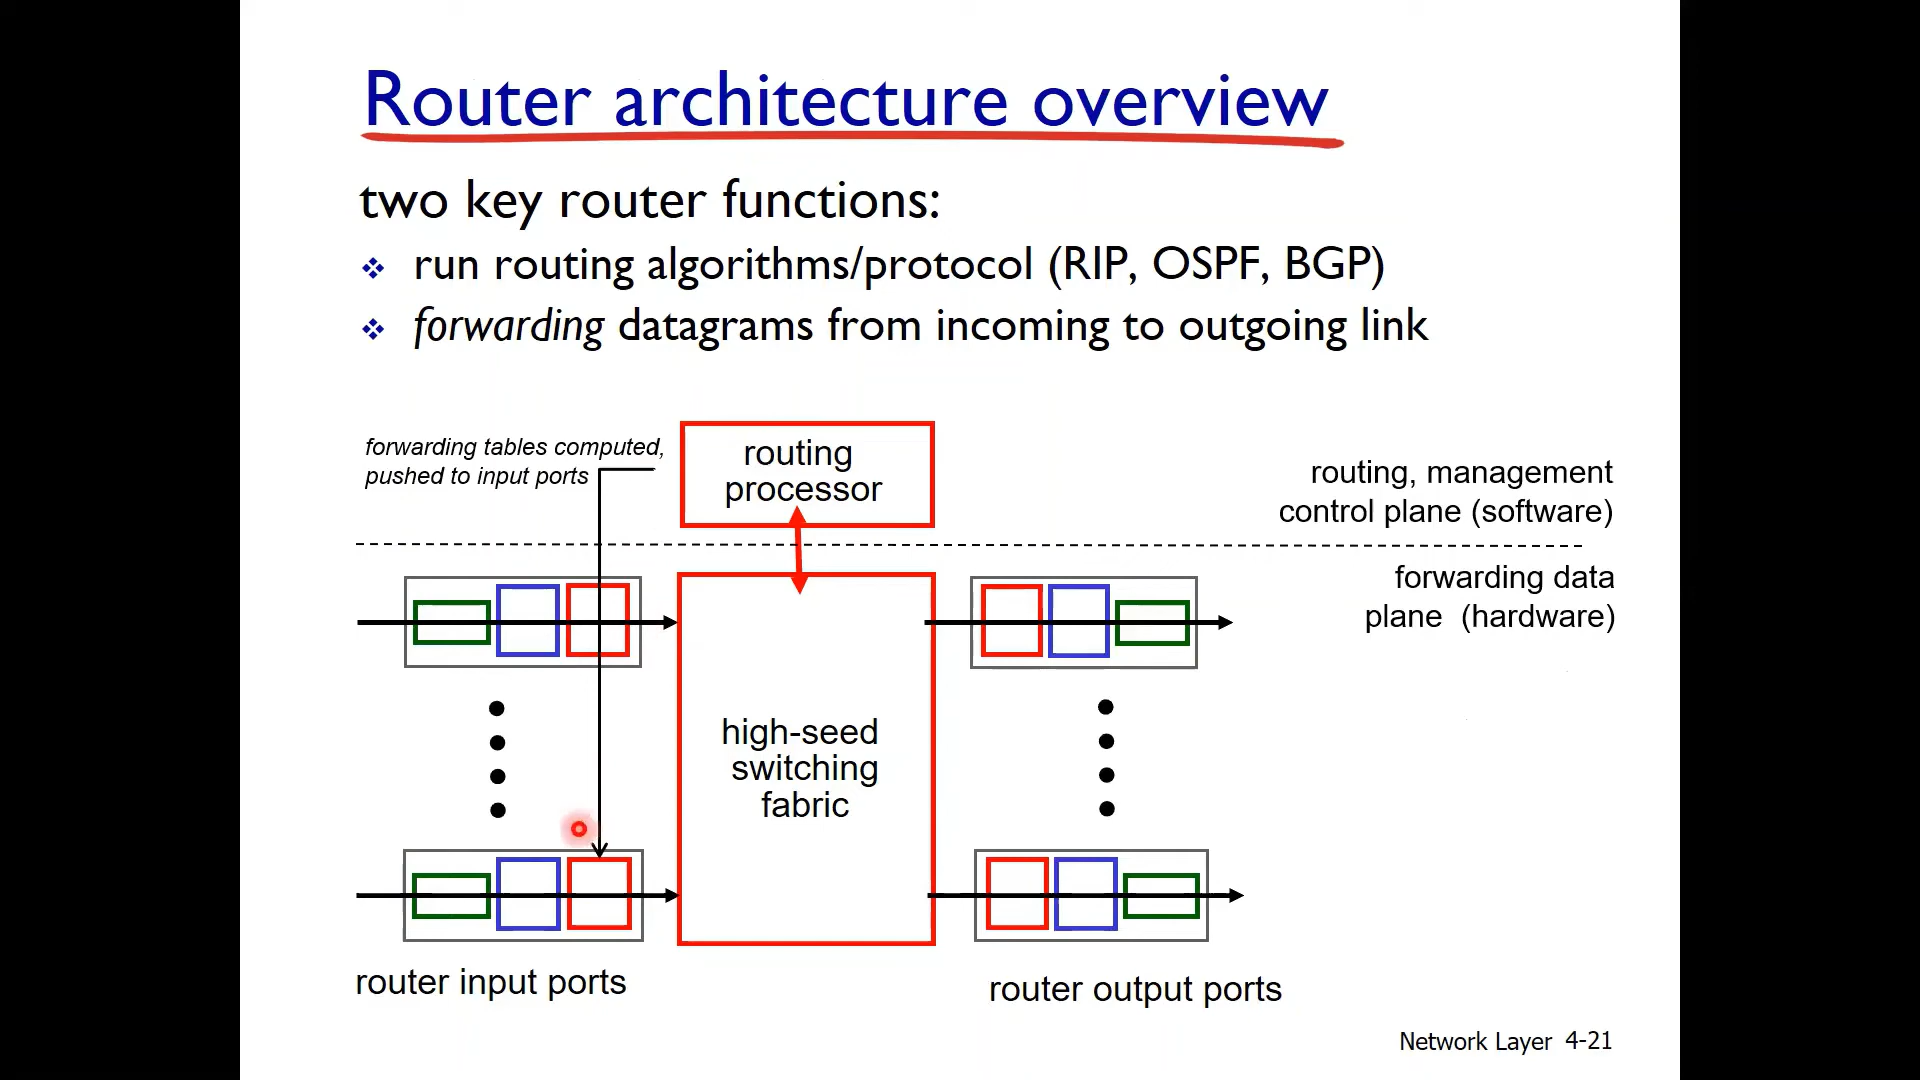 Router architecture overview
two key router functions:
run routing algorithms/protocol (RIP, OSPF, BGP)
forwarding datagrams from incoming to outgoing link
forwarding tables computed,
pushed to input ports
routing
processor
routing, management
control plane (software)
forwarding data
plane (hardware)
high-seed
switching
fabric
router input ports
router output ports
Network Layer 4-21